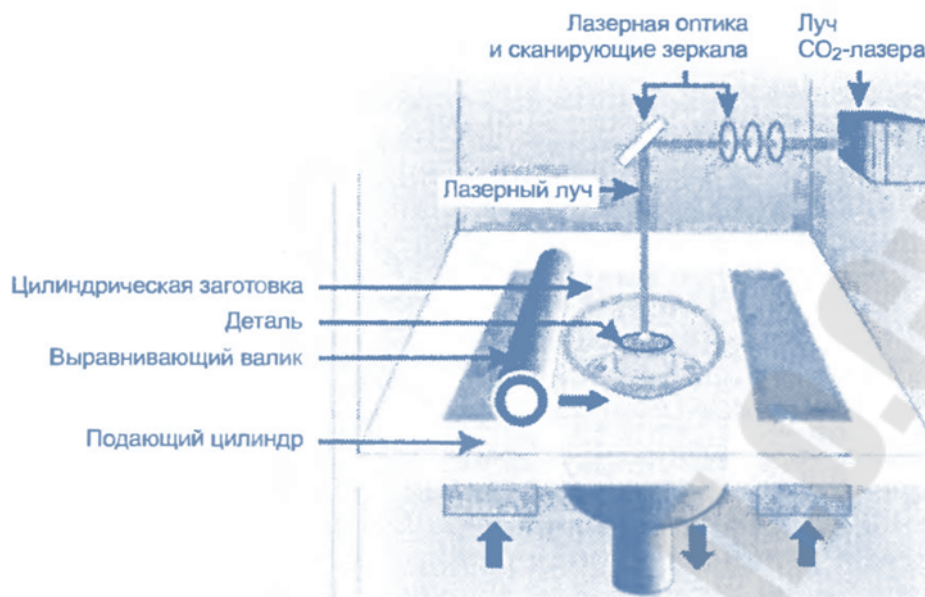 Лазерная оптика
и сканирующие зеркала
Луч
CO₂-лазера
Лазерный луч
Цилиндрическая заготовка
Деталь
Выравнивающий валик
Подающий цилиндр